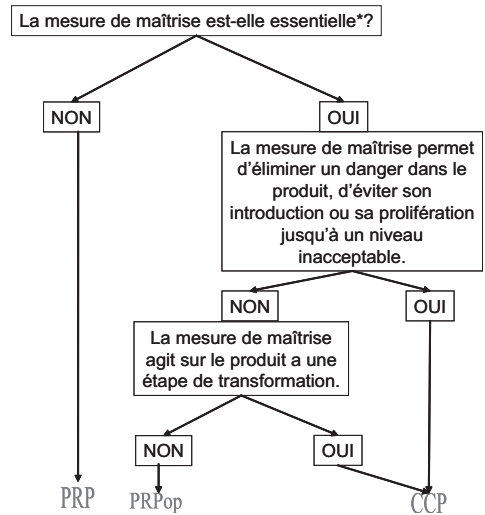 La mesure de maîtrise est-elle essentielle*?
NON
OUI
La mesure de maîtrise permet
d'éliminer un danger dans le
produit, d'éviter son
introduction ou sa prolifération
jusqu'à un niveau
inacceptable.
NON
OUI
La mesure de maîtrise
agit sur le produit a une
étape de transformation.
NON
OUI
PRP
PRPop
CCP